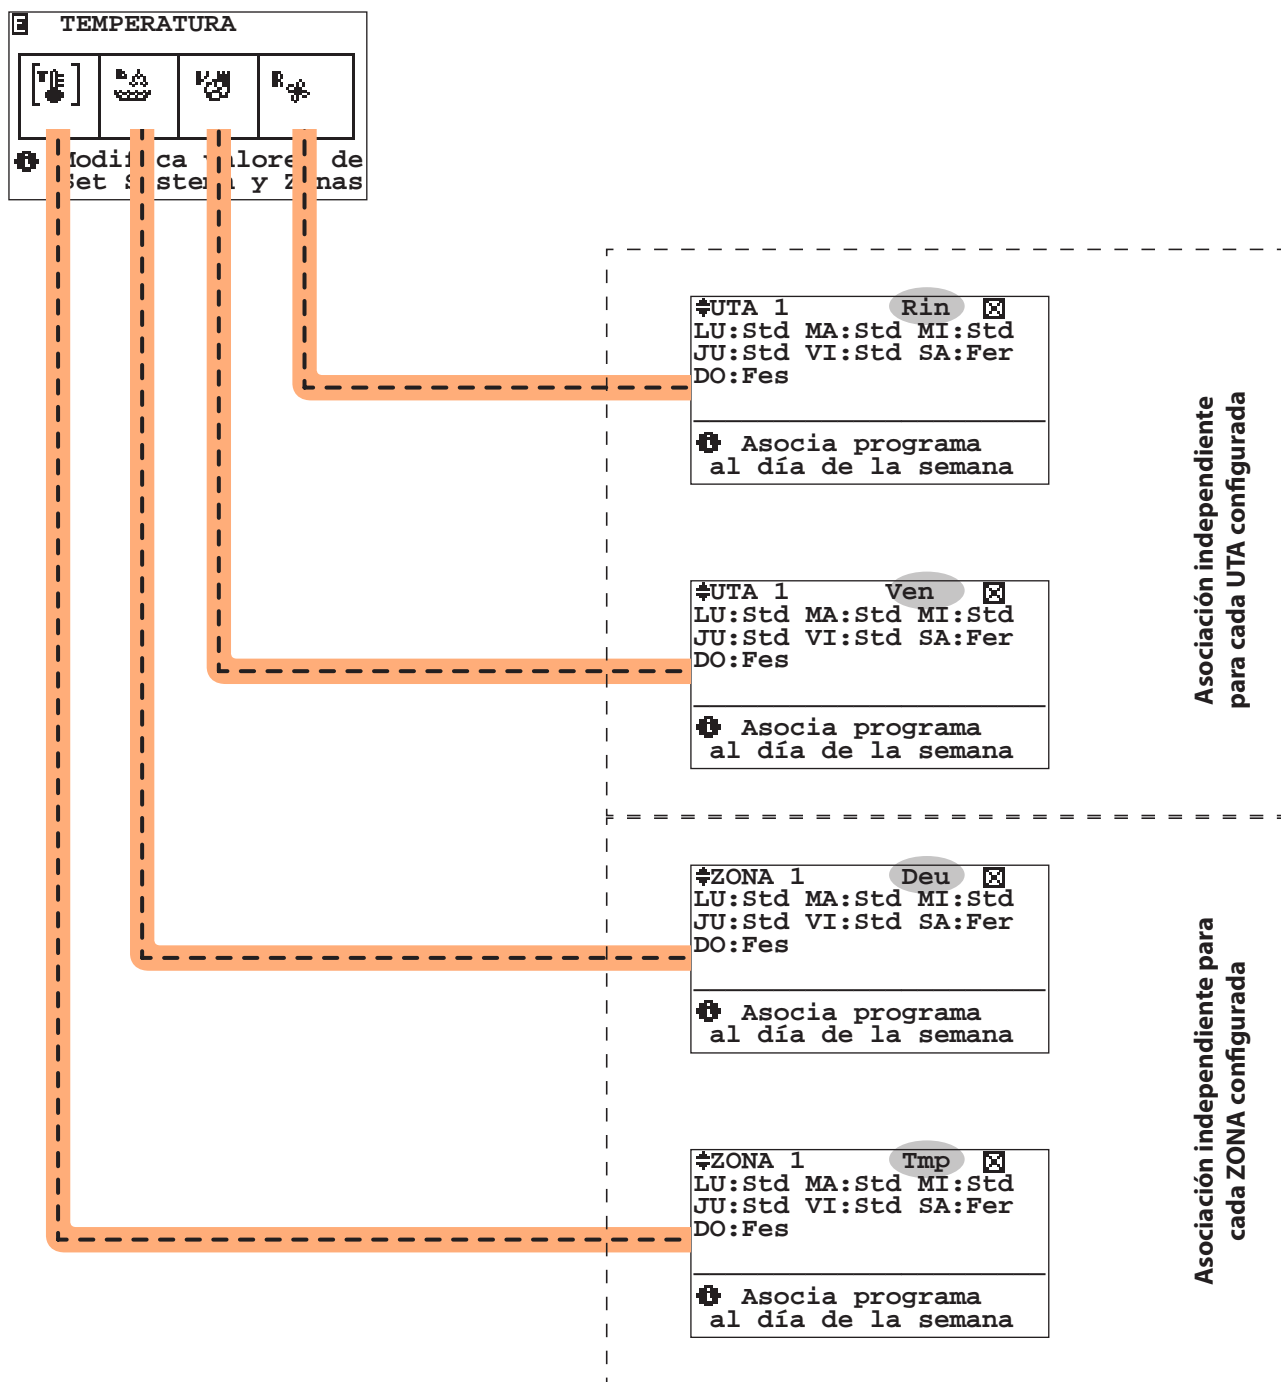 E TEMPERATURA
T D V/M R
Modifica valores de
Set Sistema y Zonas
UTA 1 Rin
LU:Std MA:Std MI:Std
JU:Std VI:Std SA:Fer
DO:Fes
Asocia programa
al día de la semana
UTA 1 Ven
LU:Std MA:Std MI:Std
JU:Std VI:Std SA:Fer
DO:Fes
Asocia programa
al día de la semana
Asociación independiente
para cada UTA configurada
ZONA 1 Deu
LU:Std MA:Std MI:Std
JU:Std VI:Std SA:Fer
DO:Fes
Asocia programa
al día de la semana
ZONA 1 Tmp
LU:Std MA:Std MI:Std
JU:Std VI:Std SA:Fer
DO:Fes
Asocia programa
al día de la semana
Asociación independiente para
cada ZONA configurada